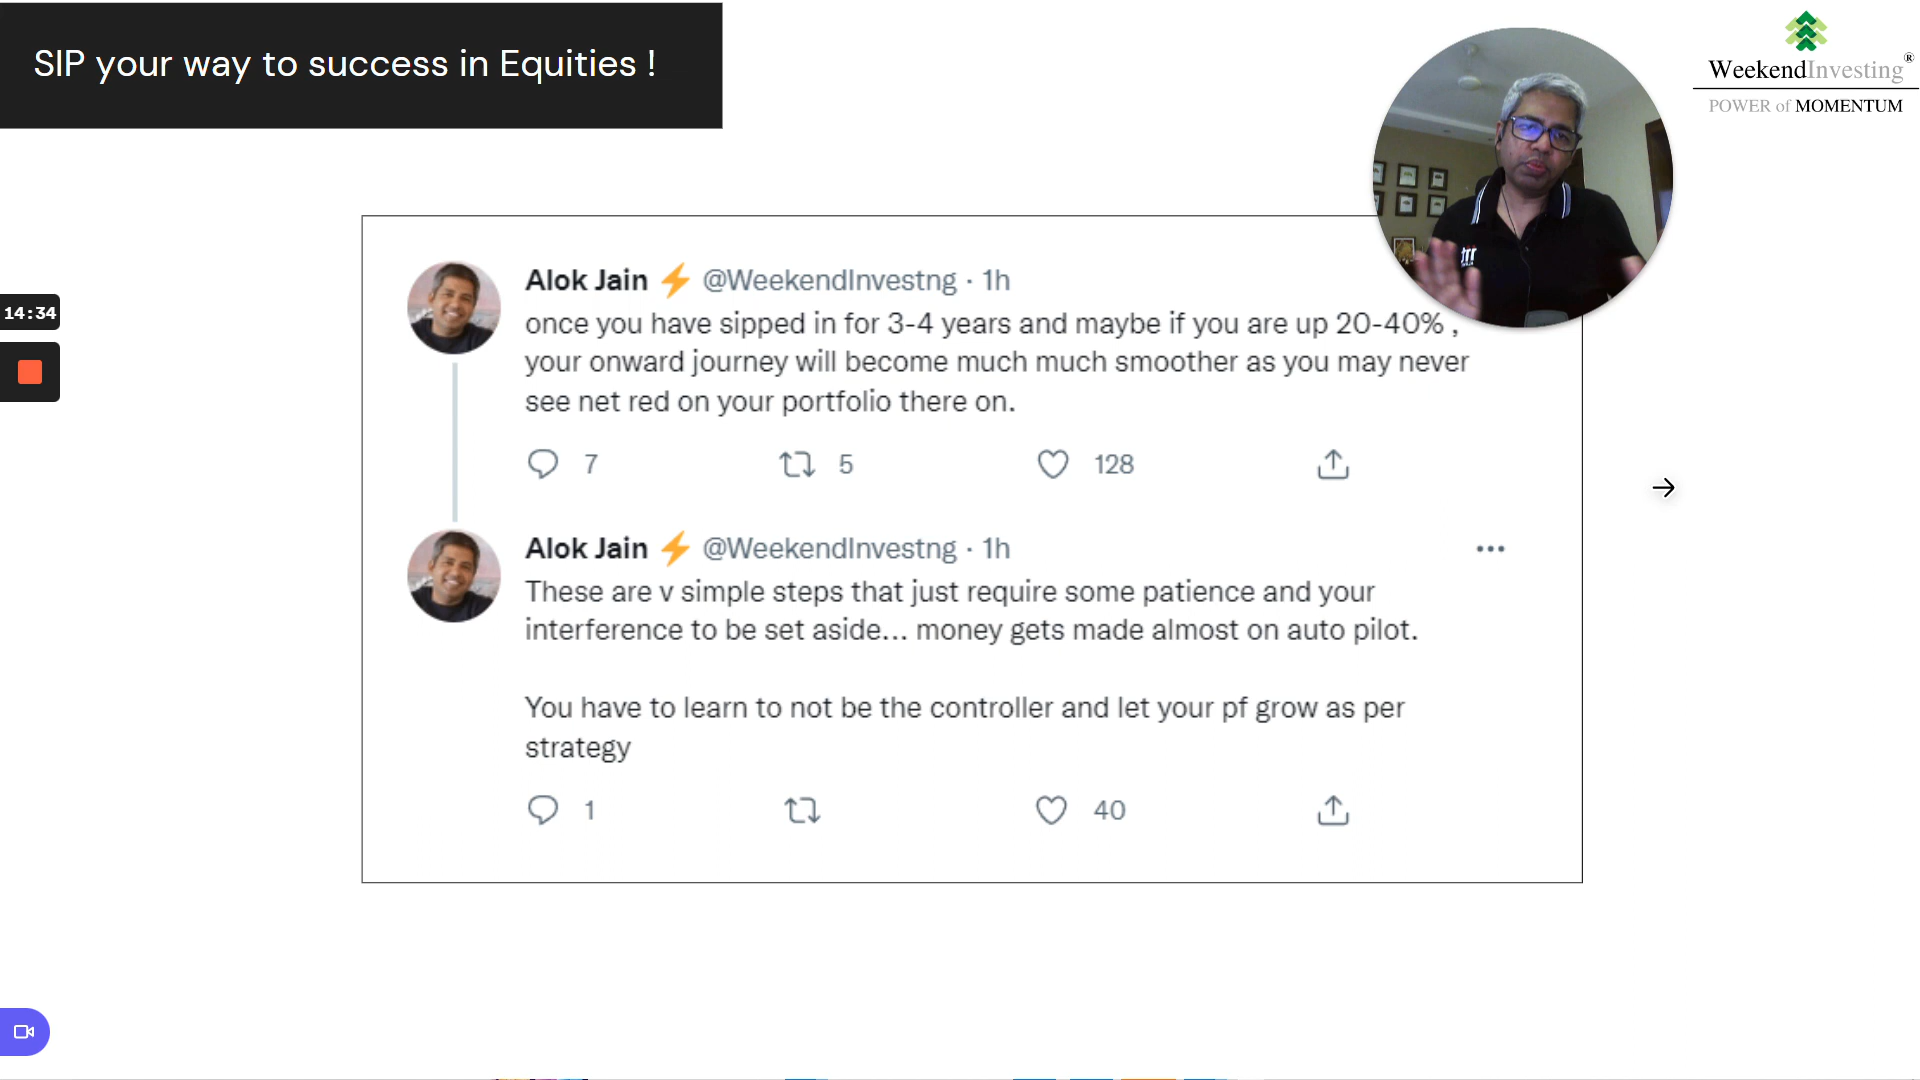 SIP your way to success in Equities !
WeekendInvesting®
POWER of MOMENTUM
14:34
Alok Jain ⚡ @WeekendInvestng · 1h
once you have sipped in for 3-4 years and maybe if you are up 20-40% ,
your onward journey will become much much smoother as you may never
see net red on your portfolio there on.
7 5 128
Alok Jain ⚡ @WeekendInvestng · 1h
These are v simple steps that just require some patience and your
interference to be set aside... money gets made almost on auto pilot.
You have to learn to not be the controller and let your pf grow as per
strategy
1 40